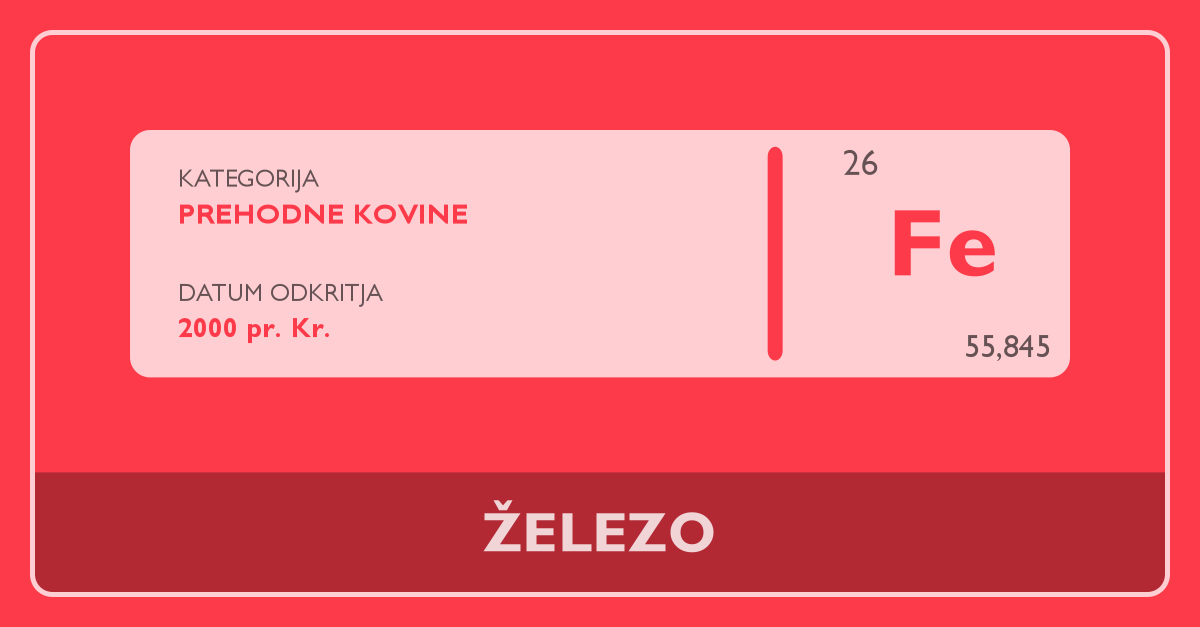 KATEGORIJA
PREHODNE KOVINE
DATUM ODKRITJA
2000 pr. Kr.
26
Fe
55,845
ŽELEZO